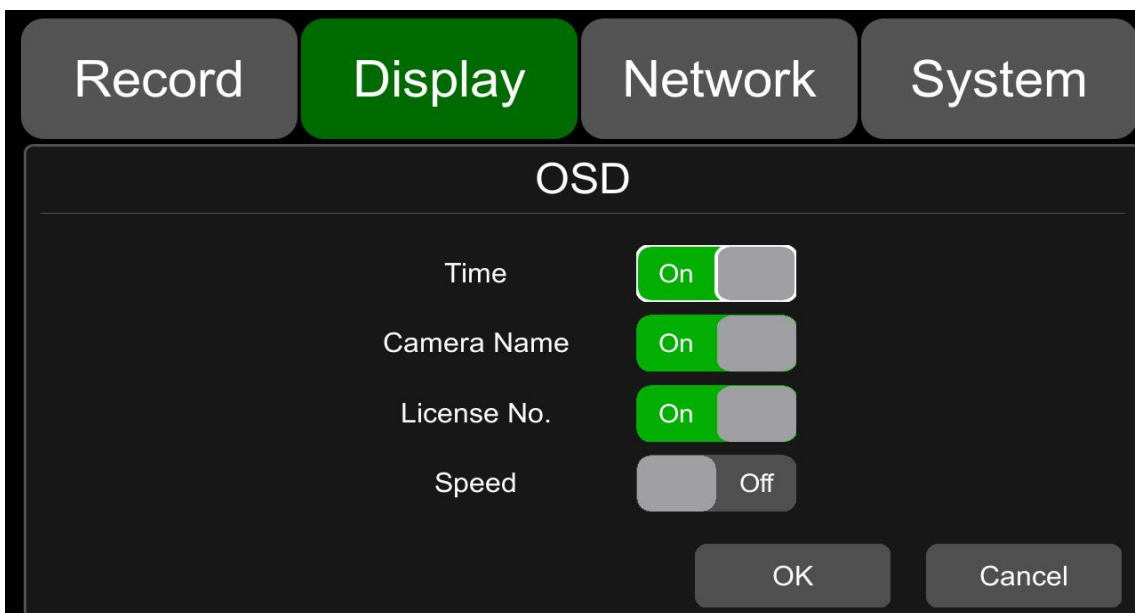 Record Display Network System
OSD
Time On
Camera Name On
License No. On
Speed Off
OK Cancel